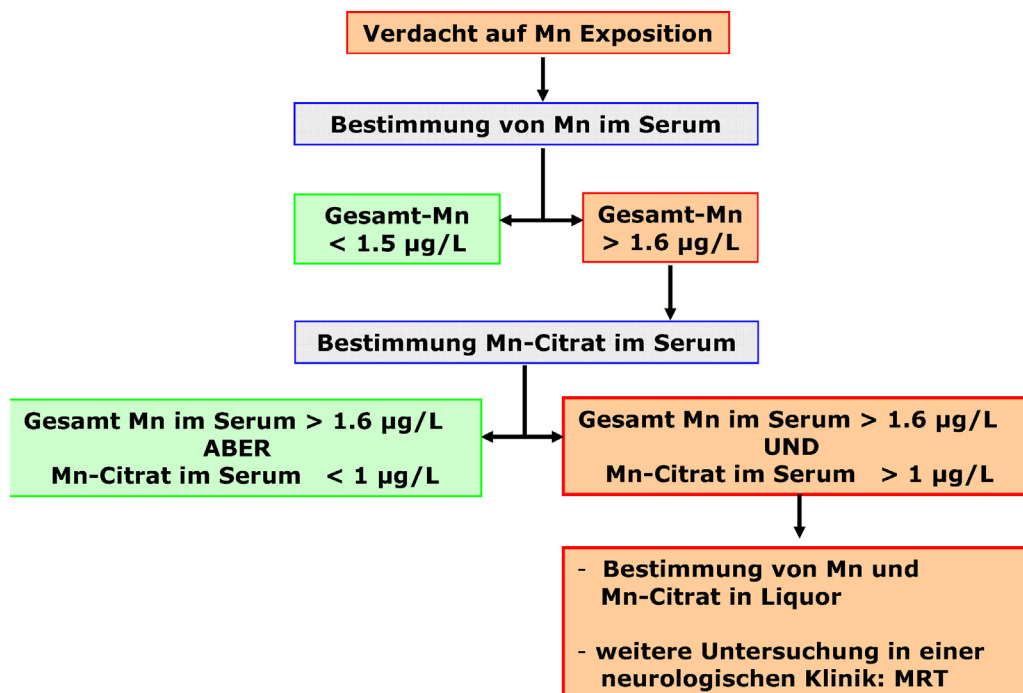 Verdacht auf Mn Exposition
Bestimmung von Mn im Serum
Gesamt-Mn
< 1.5 µg/L
Gesamt-Mn
> 1.6 µg/L
Bestimmung Mn-Citrat im Serum
Gesamt Mn im Serum > 1.6 µg/L
ABER
Mn-Citrat im Serum < 1 µg/L
Gesamt Mn im Serum > 1.6 µg/L
UND
Mn-Citrat im Serum > 1 µg/L
- Bestimmung von Mn und
Mn-Citrat in Liquor
- weitere Untersuchung in einer
neurologischen Klinik: MRT